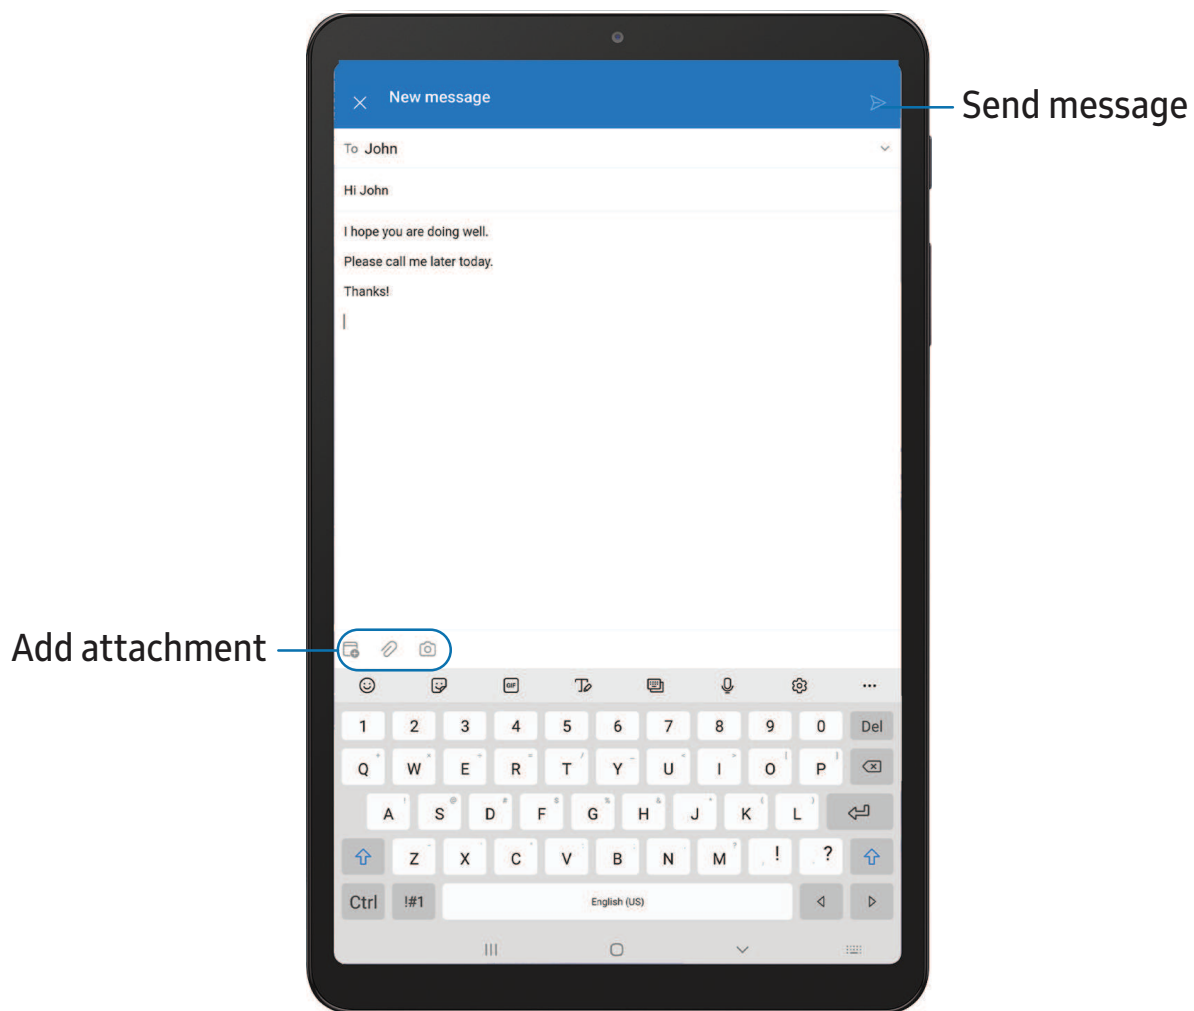 New message
Send message
To John
Hi John
I hope you are doing well.
Please call me later today.
Thanks!
Add attachment
GIF
1 2 3 4 5 6 7 8 9 0 Del
Q W E R T Y U I O P
A S D F G H J K L
Z X C V B N M ! ?
Ctrl !#1 English (US)